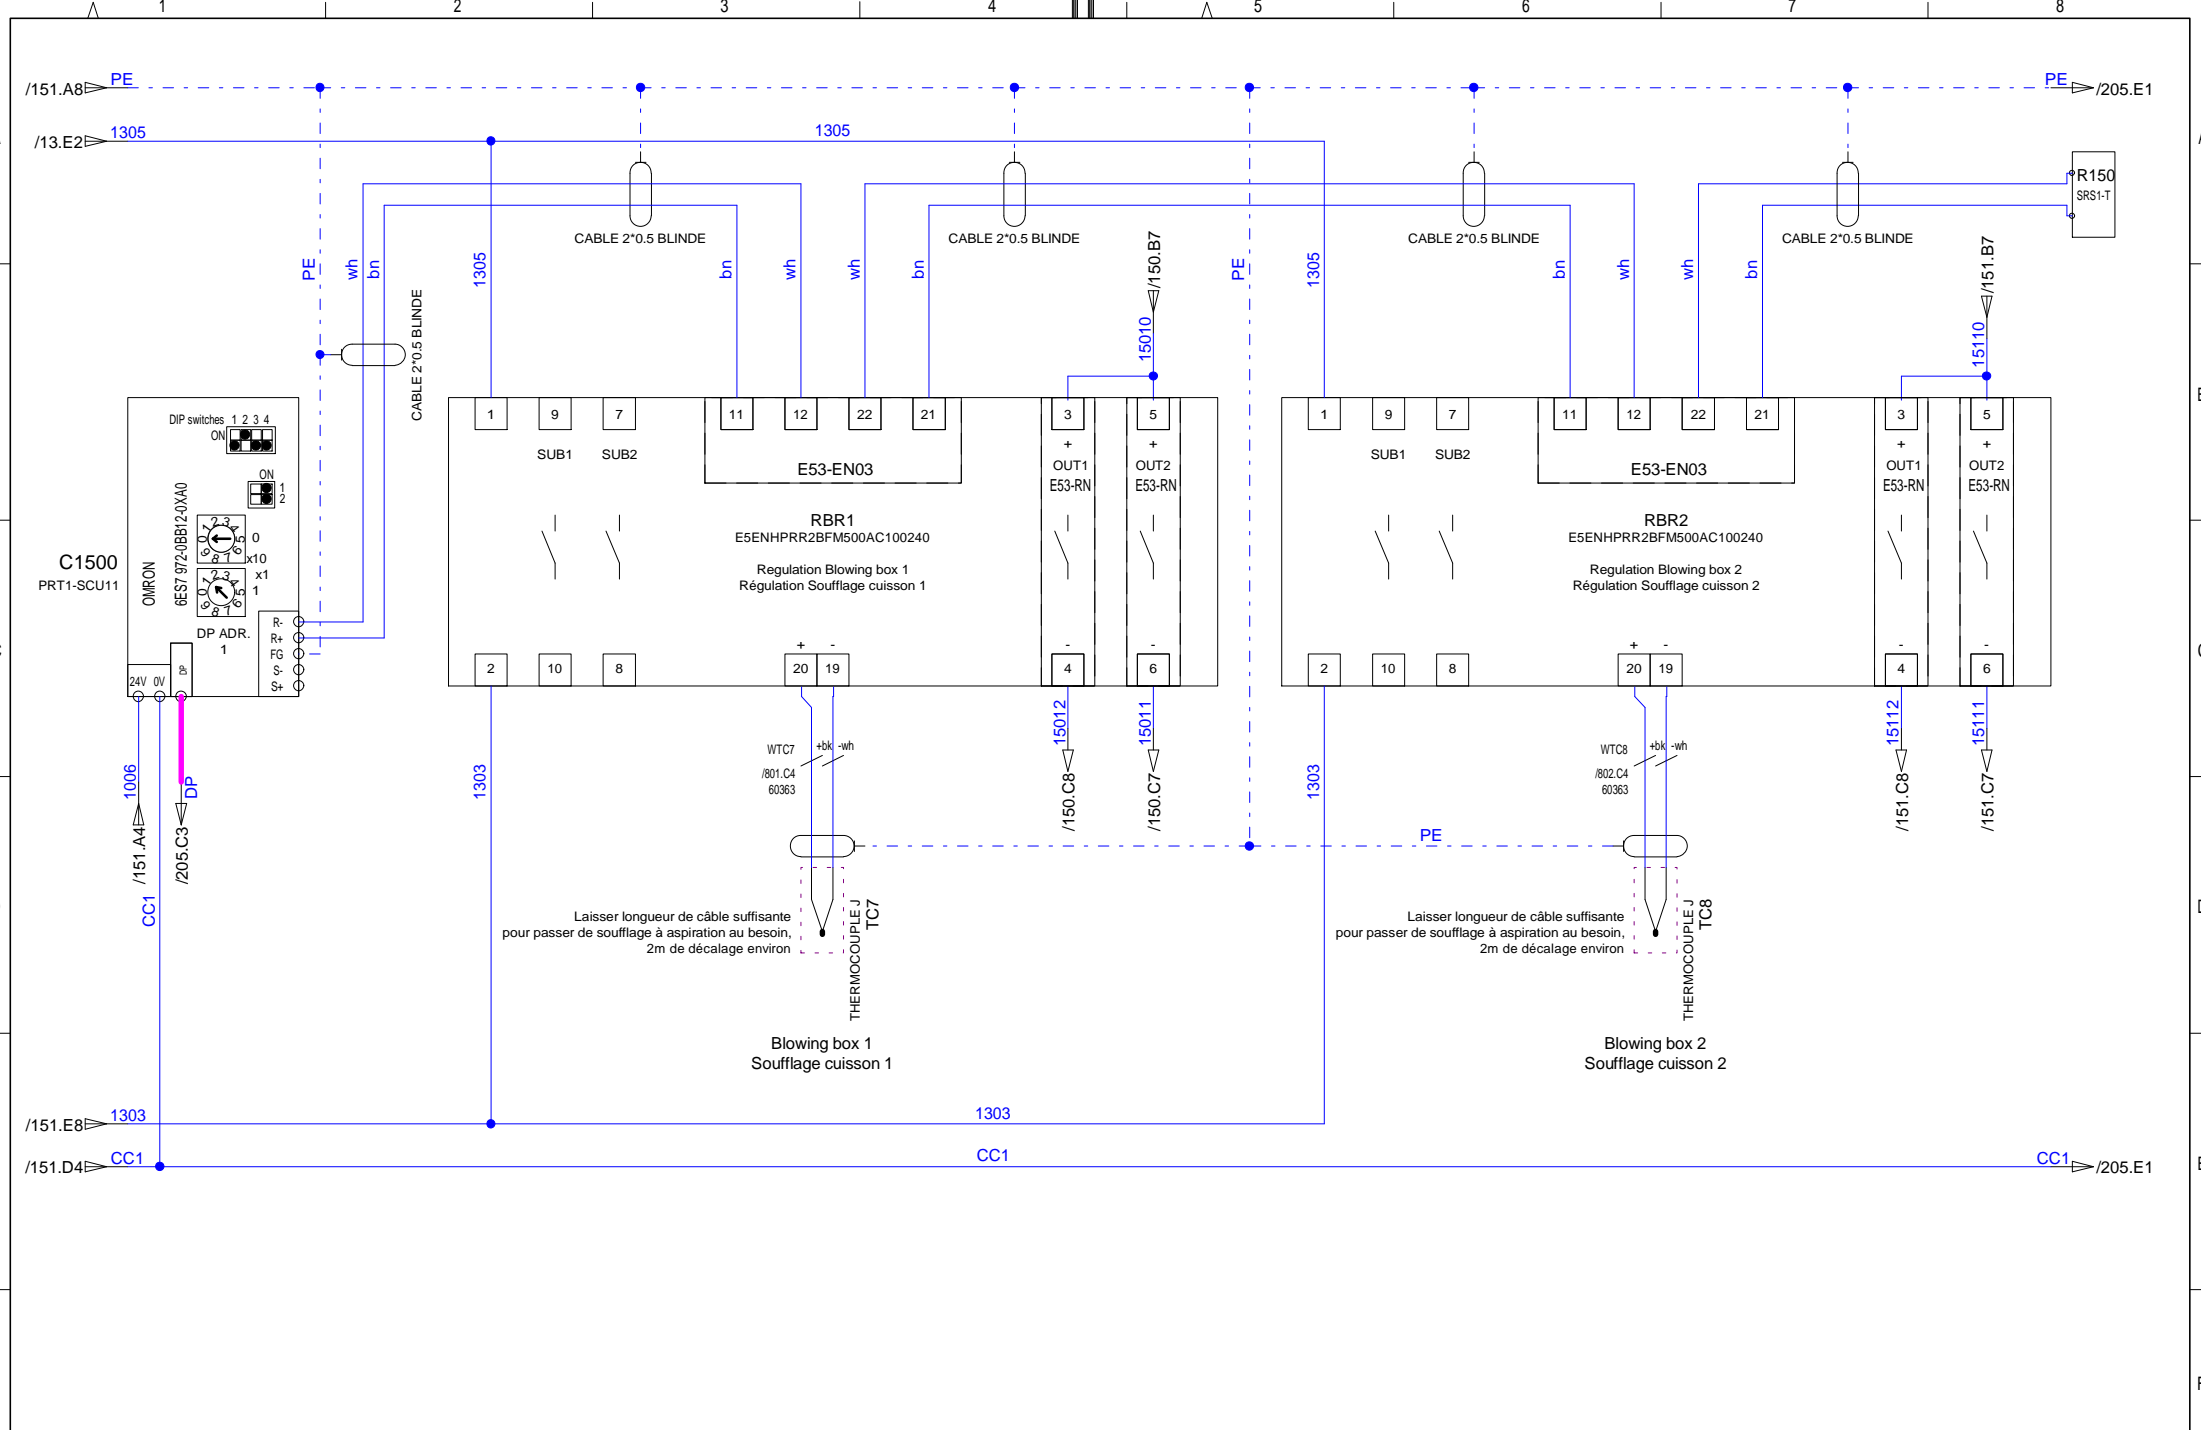 1 2 3 4 5 6 7 8
/151.A8 PE PE /205.E1
/13.E2 1305 1305
R150
SRS1-T
CABLE 2*0.5 BLINDE CABLE 2*0.5 BLINDE CABLE 2*0.5 BLINDE CABLE 2*0.5 BLINDE
PE wh bn 1305 bn wh wh bn /150.B7 PE 1305 bn wh wh bn /151.B7
CABLE 2*0.5 BLINDE
15010 15110
C1500
PRT1-SCU11
DIP switches 1 2 3 4
ON
ON
1
2
OMRON
6ES7 972-0BB12-0XA0
0
x10
x1
1
DP ADR.
1
R-
R+
FG
S-
S+
24V 0V DP
1 9 7 11 12 22 21 3 5
+ +
SUB1 SUB2 E53-EN03 OUT1 OUT2
E53-RN E53-RN
RBR1
E5ENHPRR2BFM500AC100240
Regulation Blowing box 1
Régulation Soufflage cuisson 1
+ - - -
2 10 8 20 19 4 6
1 9 7 11 12 22 21 3 5
+ +
SUB1 SUB2 E53-EN03 OUT1 OUT2
E53-RN E53-RN
RBR2
E5ENHPRR2BFM500AC100240
Regulation Blowing box 2
Régulation Soufflage cuisson 2
+ - - -
2 10 8 20 19 4 6
1006 DP
/151.A4 /205.C3
CC1
1303
WTC7 +bk -wh
/801.C4
60363
15012 15011
/150.C8 /150.C7
1303
WTC8 +bk -wh
/802.C4
60363
15112 15111
/151.C8 /151.C7
PE
Laisser longueur de câble suffisante
pour passer de soufflage à aspiration au besoin,
2m de décalage environ
THERMOCOUPLE J
TC7
Laisser longueur de câble suffisante
pour passer de soufflage à aspiration au besoin,
2m de décalage environ
THERMOCOUPLE J
TC8
Blowing box 1
Soufflage cuisson 1
Blowing box 2
Soufflage cuisson 2
/151.E8 1303 1303
/151.D4 CC1 CC1 CC1 /205.E1